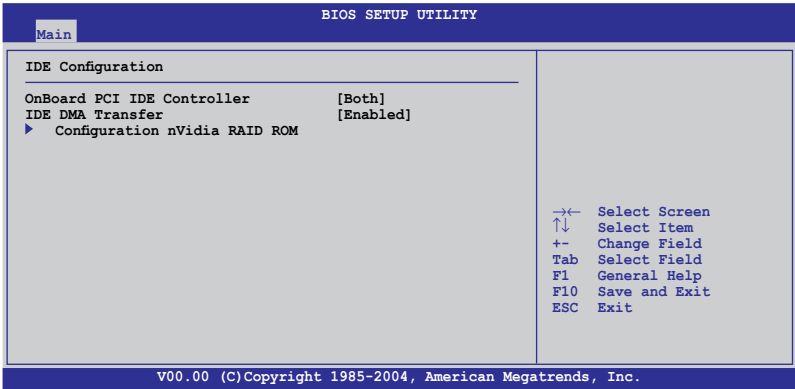 BIOS SETUP UTILITY
Main
IDE Configuration
OnBoard PCI IDE Controller [Both]
IDE DMA Transfer [Enabled]
Configuration nVidia RAID ROM
→← Select Screen
↑↓ Select Item
+- Change Field
Tab Select Field
F1 General Help
F10 Save and Exit
ESC Exit
V00.00 (C)Copyright 1985-2004, American Megatrends, Inc.